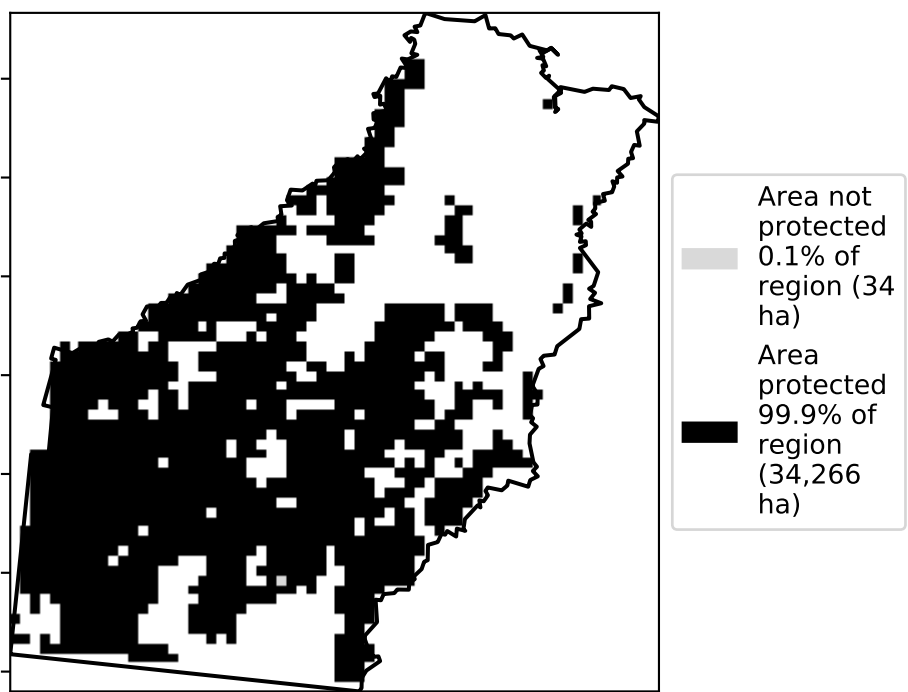 Area not
protected
0.1% of
region (34
ha)
Area
protected
99.9% of
region
(34,266
ha)